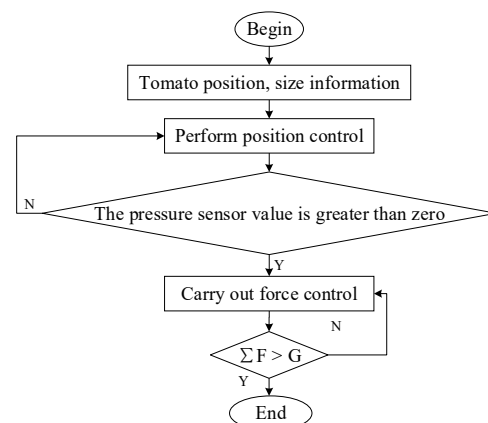 Begin
Tomato position, size information
Perform position control
N
The pressure sensor value is greater than zero
Y
Carry out force control
N
∑ F > G
Y
End